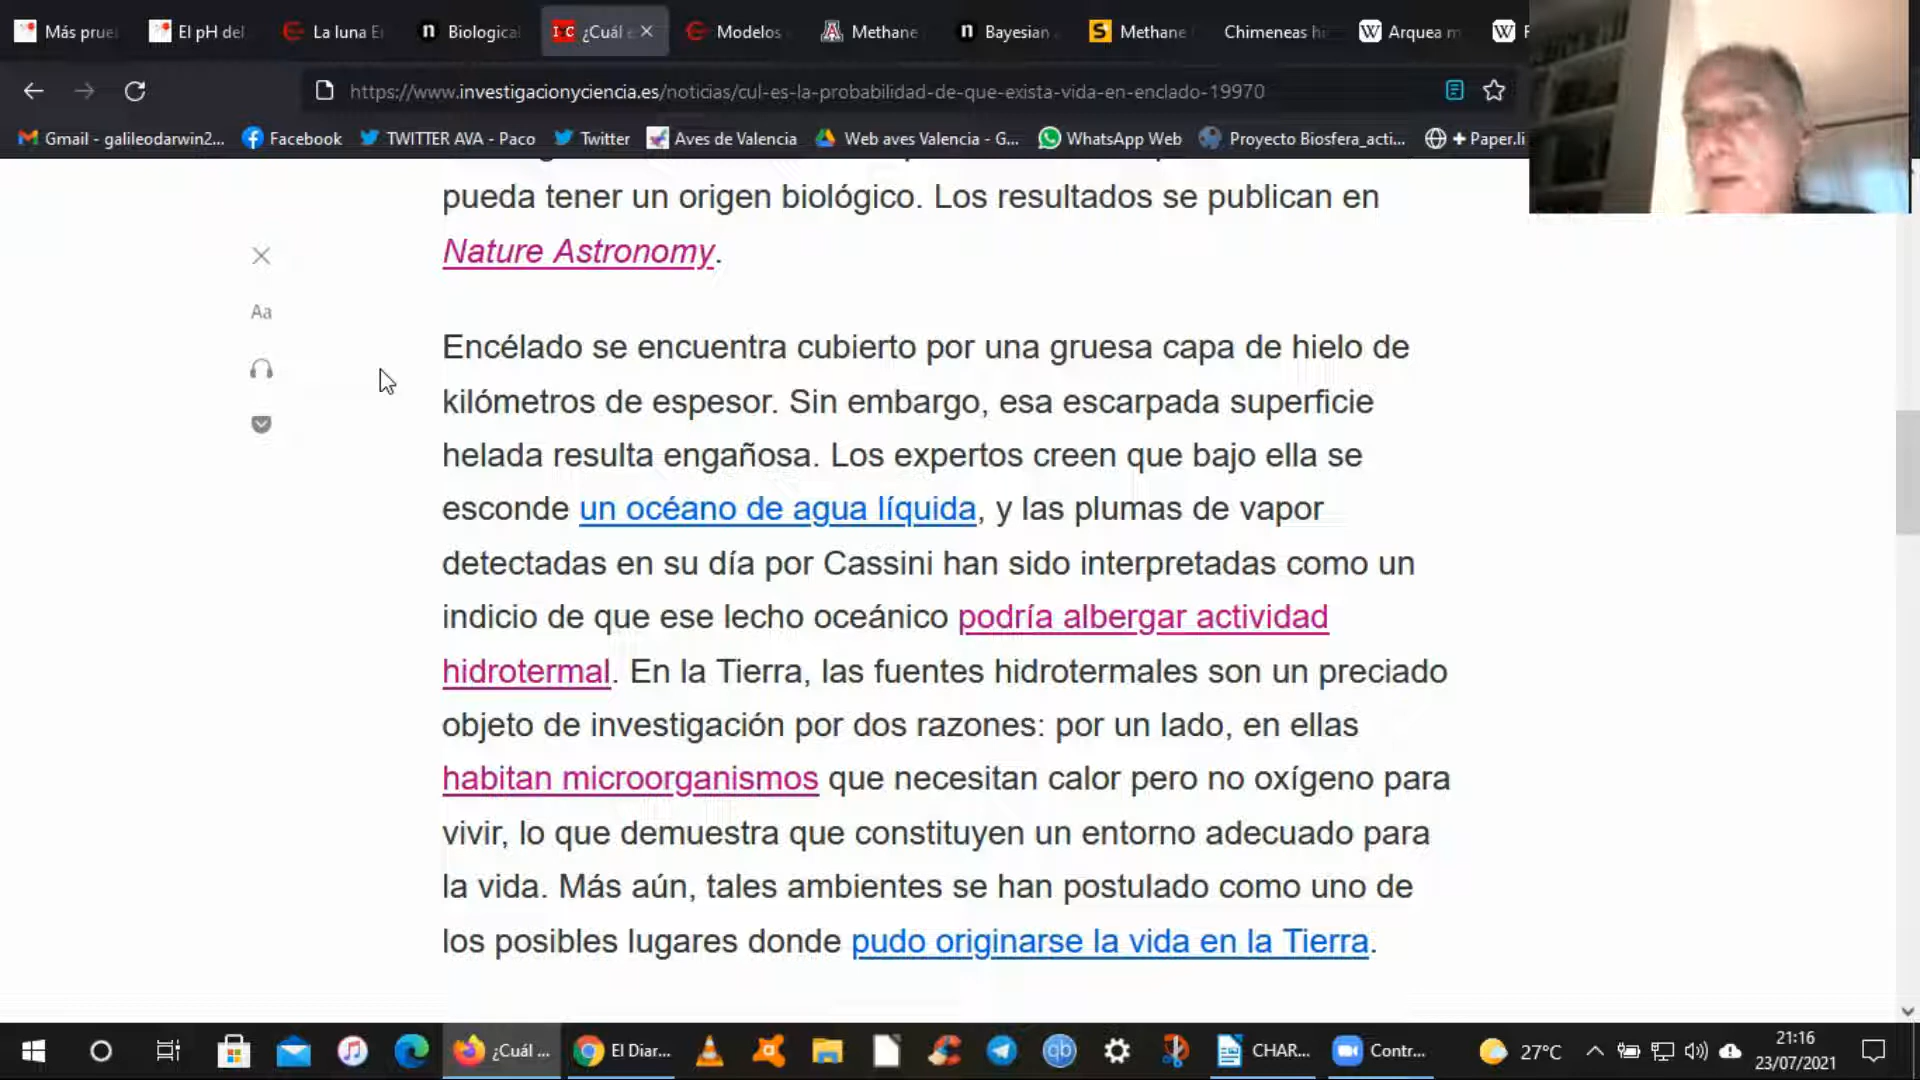 Más prue
El pH del
La luna E
Biological
¿Cuál
Modelos
Methane
Bayesian
Methane
Chimeneas hi
Arquea m
https://www.investigacionyciencia.es/noticias/cul-es-la-probabilidad-de-que-exista-vida-en-enclado-19970
Gmail - galileodarwin2...
Facebook
TWITTER AVA - Paco
Twitter
Aves de Valencia
Web aves Valencia - G...
WhatsApp Web
Proyecto Biosfera_acti...
+ Paper.li
pueda tener un origen biológico. Los resultados se publican en
Nature Astronomy.
Aa
Encélado se encuentra cubierto por una gruesa capa de hielo de
kilómetros de espesor. Sin embargo, esa escarpada superficie
helada resulta engañosa. Los expertos creen que bajo ella se
esconde un océano de agua líquida, y las plumas de vapor
detectadas en su día por Cassini han sido interpretadas como un
indicio de que ese lecho oceánico podría albergar actividad
hidrotermal. En la Tierra, las fuentes hidrotermales son un preciado
objeto de investigación por dos razones: por un lado, en ellas
habitan microorganismos que necesitan calor pero no oxígeno para
vivir, lo que demuestra que constituyen un entorno adecuado para
la vida. Más aún, tales ambientes se han postulado como uno de
los posibles lugares donde pudo originarse la vida en la Tierra.
¿Cuál ...
El Diar...
CHAR...
Contr...
27°C
21:16
23/07/2021